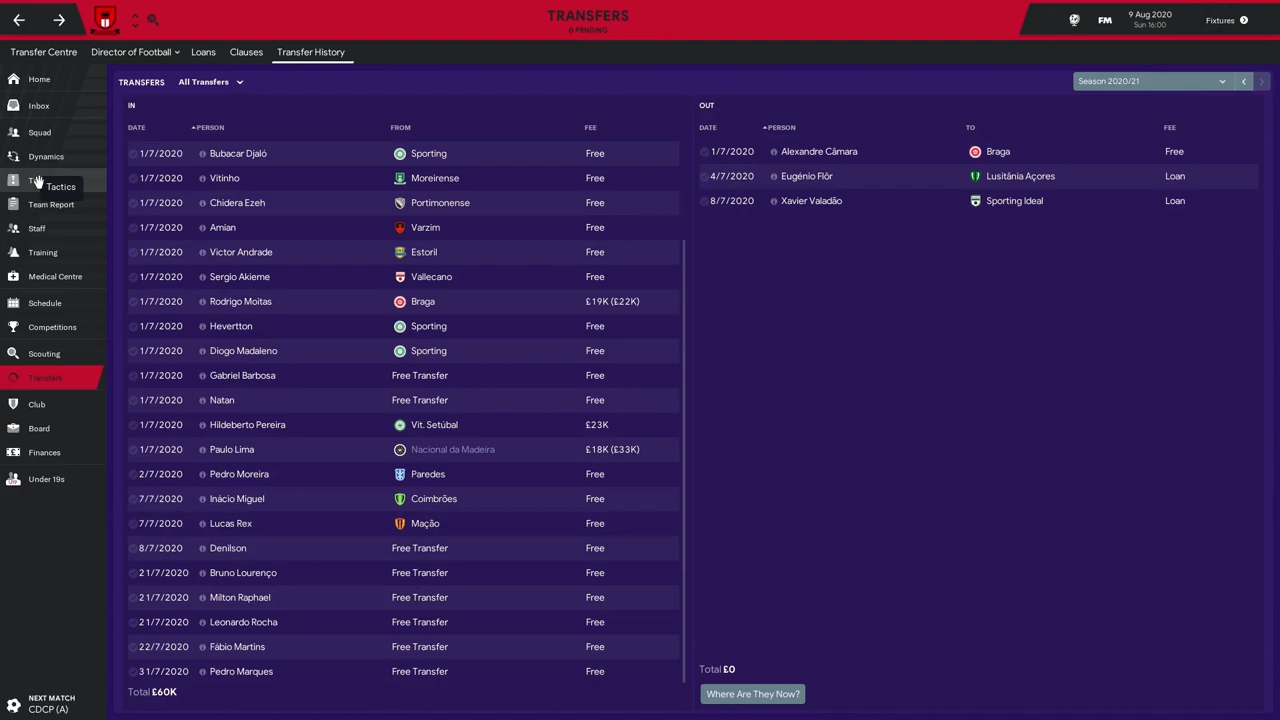 TRANSFERS
0 PENDING
FM
9 Aug 2020
Sun 16:00
Fixtures
Transfer Centre
Director of Football
Loans
Clauses
Transfer History
Home
Inbox
Squad
Dynamics
Tactics
Team Report
Staff
Training
Medical Centre
Schedule
Competitions
Scouting
Transfers
Club
Board
Finances
Under 19s
NEXT MATCH
CDCP (A)
TRANSFERS All Transfers
Season 2020/21
IN
DATE PERSON FROM FEE
1/7/2020 Bubacar Djaló Sporting Free
1/7/2020 Vitinho Moreirense Free
1/7/2020 Chidera Ezeh Portimonense Free
1/7/2020 Amian Varzim Free
1/7/2020 Victor Andrade Estoril Free
1/7/2020 Sergio Akieme Vallecano Free
1/7/2020 Rodrigo Moitas Braga £19K (£22K)
1/7/2020 Hevertton Sporting Free
1/7/2020 Diogo Madaleno Sporting Free
1/7/2020 Gabriel Barbosa Free Transfer Free
1/7/2020 Natan Free Transfer Free
1/7/2020 Hildeberto Pereira Vit. Setúbal £23K
1/7/2020 Paulo Lima Nacional da Madeira £18K (£33K)
2/7/2020 Pedro Moreira Paredes Free
7/7/2020 Inácio Miguel Coimbrões Free
7/7/2020 Lucas Rex Mação Free
8/7/2020 Denilson Free Transfer Free
21/7/2020 Bruno Lourenço Free Transfer Free
21/7/2020 Mílton Raphael Free Transfer Free
21/7/2020 Leonardo Rocha Free Transfer Free
22/7/2020 Fábio Martins Free Transfer Free
31/7/2020 Pedro Marques Free Transfer Free
Total £60K
OUT
DATE PERSON TO FEE
1/7/2020 Alexandre Câmara Braga Free
4/7/2020 Eugénio Flôr Lusitânia Açores Loan
8/7/2020 Xavier Valadão Sporting Ideal Loan
Total £0
Where Are They Now?